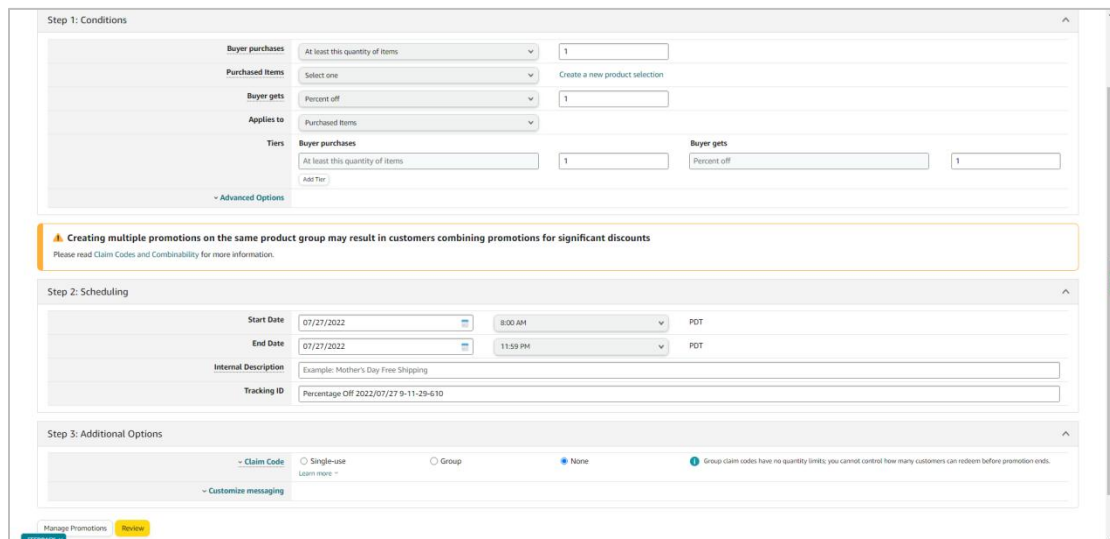 Step 1: Conditions
Buyer purchases At least this quantity of items 1
Purchased Items Select one Create a new product selection
Buyer gets Percent off 1
Applies to Purchased Items
Tiers Buyer purchases Buyer gets
At least this quantity of items 1 Percent off 1
Add Tier
Advanced Options
Creating multiple promotions on the same product group may result in customers combining promotions for significant discounts
Please read Claim Codes and Combinability for more information.
Step 2: Scheduling
Start Date 07/27/2022 8:00 AM PDT
End Date 07/27/2022 11:59 PM PDT
Internal Description Example: Mother's Day Free Shipping
Tracking ID Percentage Off 2022/07/27 9-11-29-610
Step 3: Additional Options
Claim Code Single-use Group None Group claim codes have no quantity limits; you cannot control how many customers can redeem before promotion ends.
Learn more
Customize messaging
Manage Promotions Review